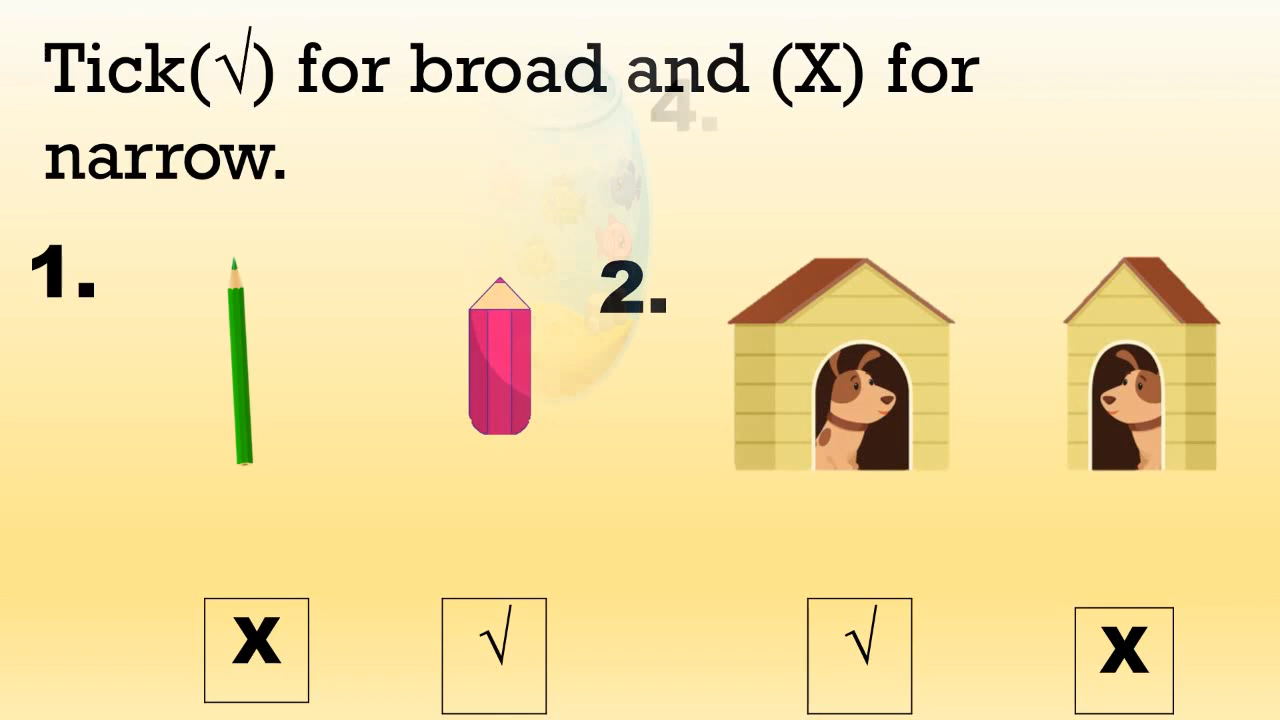 Tick(√) for broad and (X) for
narrow.
4.
1.
2.
X √ √ X